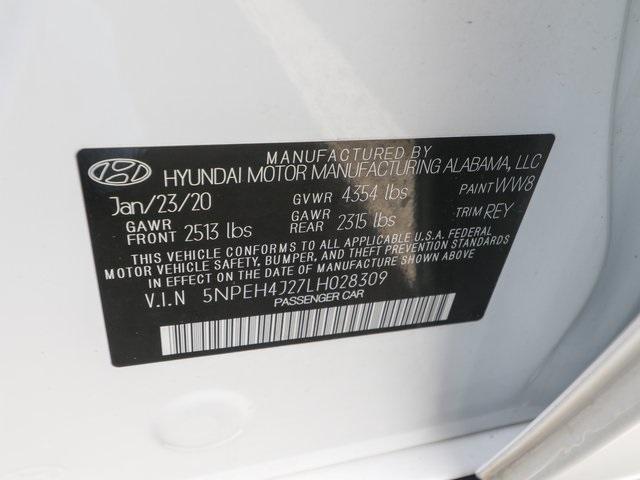 MANUFACTURED BY
HYUNDAI MOTOR MANUFACTURING ALABAMA, LLC
Jan/23/20 GVWR 4354 lbs PAINT WW8
GAWR FRONT 2513 lbs GAWR REAR 2315 lbs TRIM REY
THIS VEHICLE CONFORMS TO ALL APPLICABLE U.S.A. FEDERAL
MOTOR VEHICLE SAFETY, BUMPER, AND THEFT PREVENTION STANDARDS
IN EFFECT ON THE DATE OF MANUFACTURE SHOWN ABOVE
V.I.N 5NPEH4J27LH028309
PASSENGER CAR